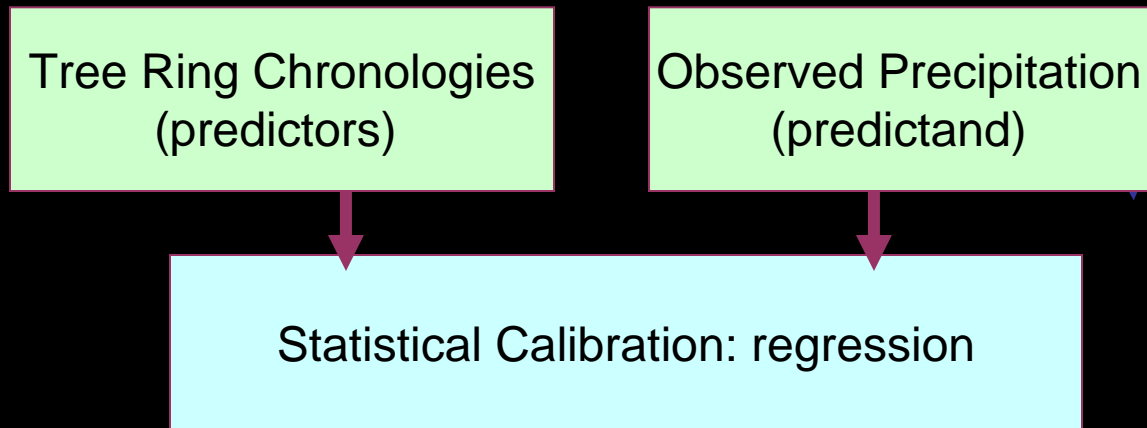 Tree Ring Chronologies
(predictors)
Observed Precipitation
(predictand)
Statistical Calibration: regression